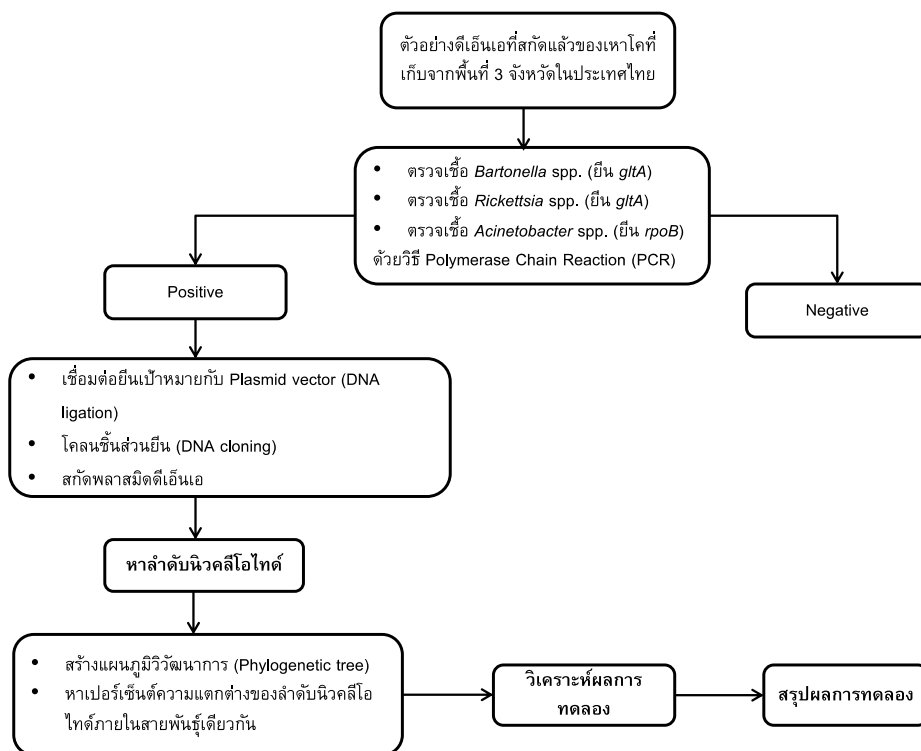 ตัวอย่างดีเอ็นเอที่สกัดแล้วของเหาโคที่
เก็บจากพื้นที่ 3 จังหวัดในประเทศไทย
• ตรวจเชื้อ Bartonella spp. (ยีน gltA)
• ตรวจเชื้อ Rickettsia spp. (ยีน gltA)
• ตรวจเชื้อ Acinetobacter spp. (ยีน rpoB)
ด้วยวิธี Polymerase Chain Reaction (PCR)
Positive
Negative
• เชื่อมต่อยีนเป้าหมายกับ Plasmid vector (DNA
ligation)
• โคลนชิ้นส่วนยีน (DNA cloning)
• สกัดพลาสมิดดีเอ็นเอ
หาลำดับนิวคลีโอไทด์
• สร้างแผนภูมิวิวัฒนาการ (Phylogenetic tree)
• หาเปอร์เซ็นต์ความแตกต่างของลำดับนิวคลีโอ
ไทด์ภายในสายพันธุ์เดียวกัน
วิเคราะห์ผลการ
ทดลอง
สรุปผลการทดลอง